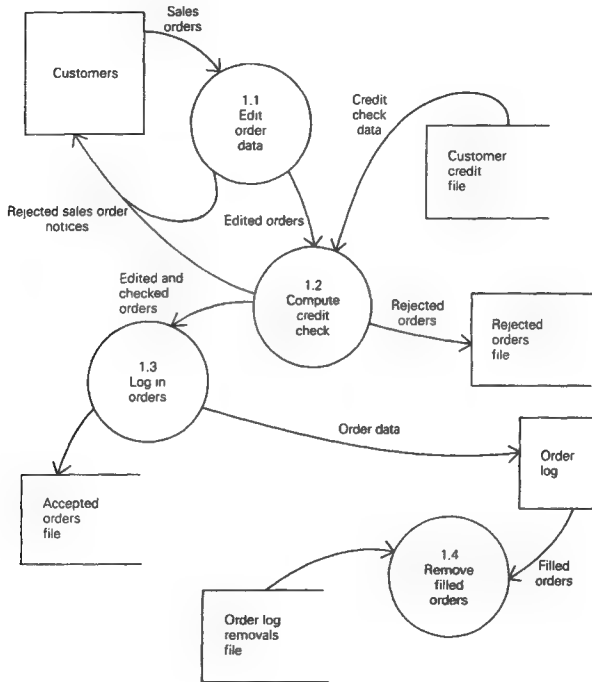 Sales
orders
Customers
1.1
Edit
order
data
Credit
check
data
Customer
credit
file
Rejected sales order
notices
Edited orders
1.2
Compute
credit
check
Edited and
checked
orders
Rejected
orders
Rejected
orders
file
1.3
Log in
orders
Order data
Order
log
Accepted
orders
file
1.4
Remove
filled
orders
Filled
orders
Order log
removals
file